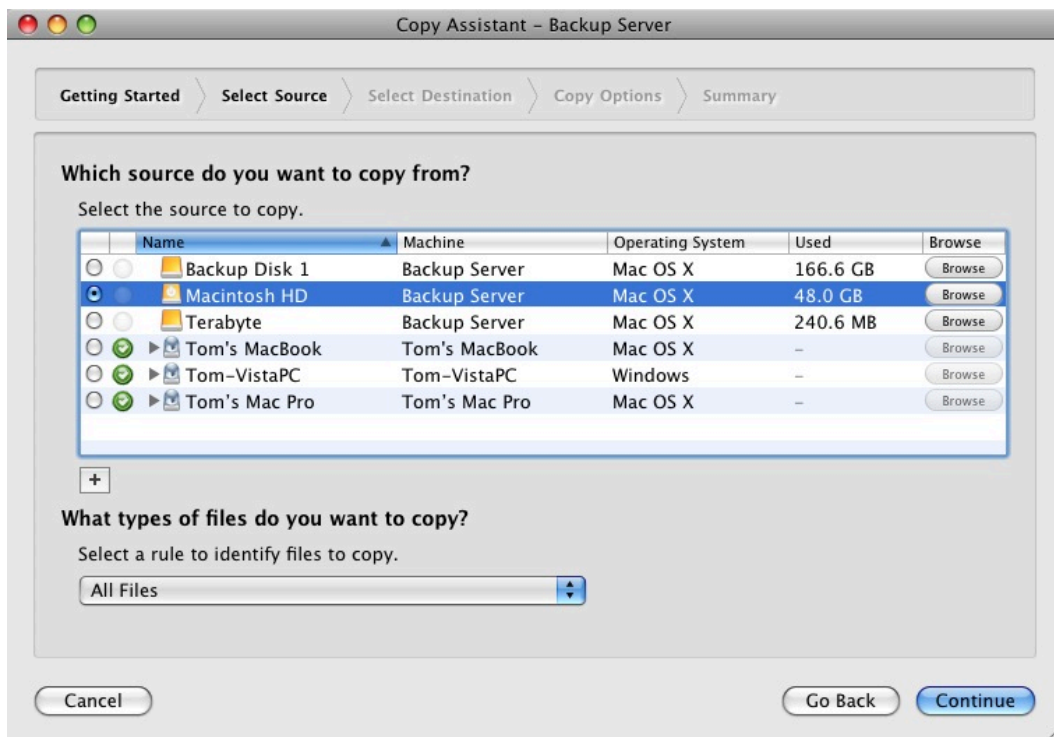 Copy Assistant – Backup Server
Getting Started Select Source Select Destination Copy Options Summary
Which source do you want to copy from?
Select the source to copy.
Name Machine Operating System Used Browse
Backup Disk 1 Backup Server Mac OS X 166.6 GB Browse
Macintosh HD Backup Server Mac OS X 48.0 GB Browse
Terabyte Backup Server Mac OS X 240.6 MB Browse
Tom's MacBook Tom's MacBook Mac OS X – Browse
Tom-VistaPC Tom-VistaPC Windows – Browse
Tom's Mac Pro Tom's Mac Pro Mac OS X – Browse
+
What types of files do you want to copy?
Select a rule to identify files to copy.
All Files
Cancel Go Back Continue